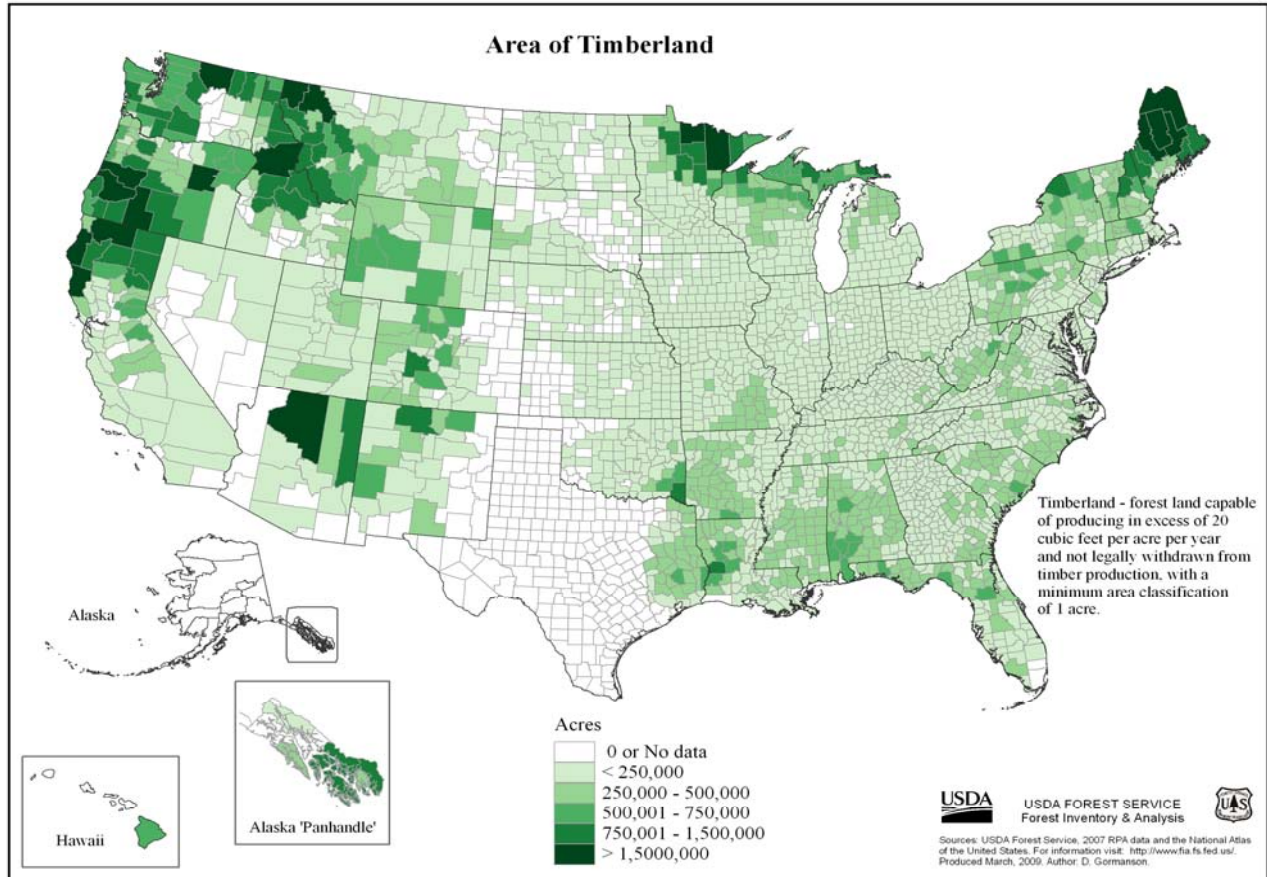 Area of Timberland
Timberland - forest land capable
of producing in excess of 20
cubic feet per acre per year
and not legally withdrawn from
timber production, with a
minimum area classification
of 1 acre.
Alaska
Alaska 'Panhandle'
Hawaii
Acres
0 or No data
< 250,000
250,000 - 500,000
500,001 - 750,000
750,001 - 1,500,000
> 1,5000,000
USDA
USDA FOREST SERVICE
Forest Inventory & Analysis
U S
Sources: USDA Forest Service, 2007 RPA data and the National Atlas
of the United States. For information visit: http://www.fia.fs.fed.us/.
Produced March, 2009. Author: D. Gormanson.